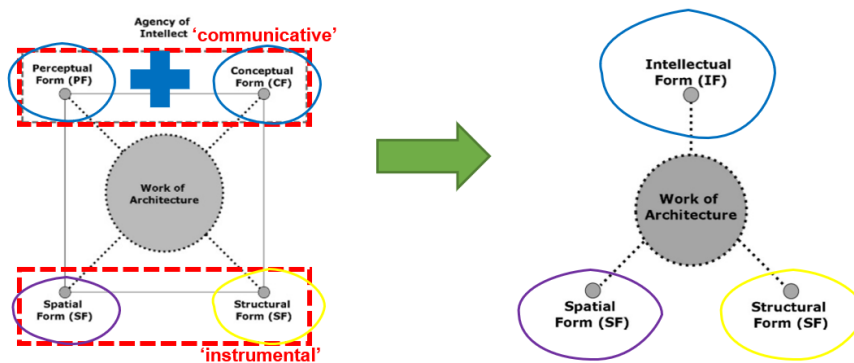 Agency of
Intellect
‘communicative’
Perceptual
Form (PF)
Conceptual
Form (CF)
Work of
Architecture
Spatial
Form (SF)
Structural
Form (SF)
‘instrumental’
Intellectual
Form (IF)
Work of
Architecture
Spatial
Form (SF)
Structural
Form (SF)